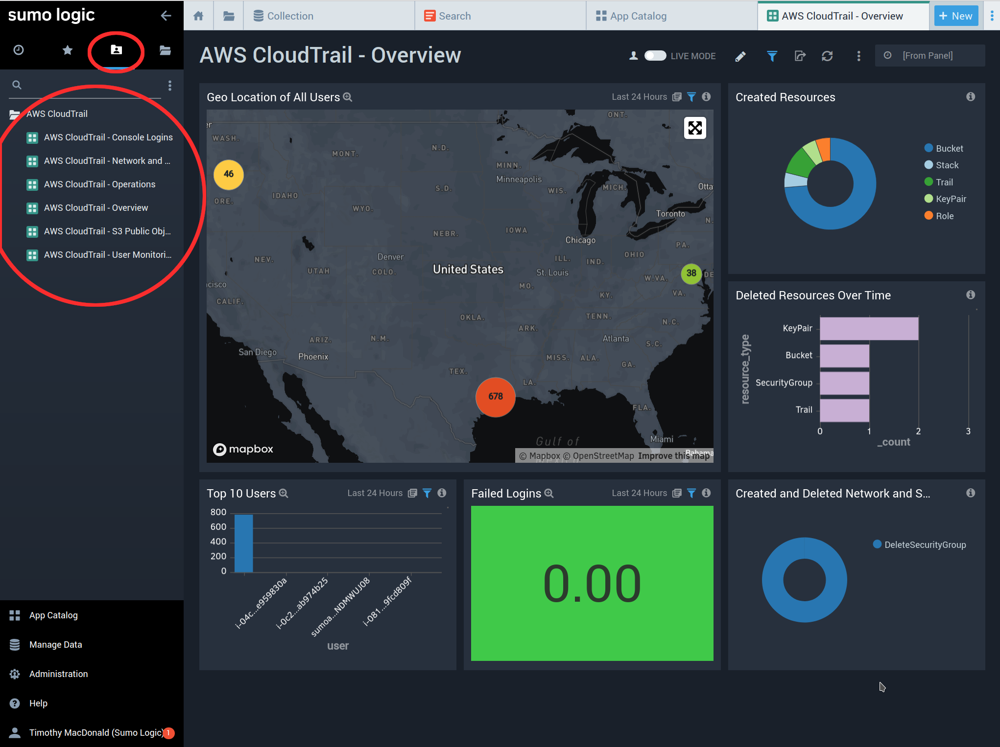 sumo logic
Collection
Search
App Catalog
AWS CloudTrail - Overview
+ New
AWS CloudTrail - Overview
LIVE MODE
[From Panel]
AWS CloudTrail
AWS CloudTrail - Console Logins
AWS CloudTrail - Network and ...
AWS CloudTrail - Operations
AWS CloudTrail - Overview
AWS CloudTrail - S3 Public Obj...
AWS CloudTrail - User Monitori...
App Catalog
Manage Data
Administration
Help
Timothy MacDonald (Sumo Logic)
1
Geo Location of All Users
Last 24 Hours
ONT.
er
WASH.
MONT.
N.D.
MINN.
46
Minneapolis
S.D.
WIS.
MICH.
Otta
ORE.
IDAHO
WYO.
Toronto
N.
NEBR.
IOWA
Chicago
PA.
NEV.
Denver
ILL.
IND.
OHIO
UTAH
COLO.
United States
St. Louis
38
DE
W.VA.
cisco
MO.
KY.
VA.
CALIF.
OKLA.
TENN.
N.C.
ARK.
ARIZ.
N.M.
Atlanta
S.C.
San Diego
Phoenix
MISS.
ALA.
GA.
TEX.
LA.
678
FLA.
Gulf of
Mexico
Miami
Bahama
mapbox
© Mapbox © OpenStreetMap Improve this map
Created Resources
Bucket
Stack
Trail
KeyPair
Role
Deleted Resources Over Time
resource_type
KeyPair
Bucket
SecurityGroup
Trail
0 1 2 3
_count
Top 10 Users
Last 24 Hours
800
600
400
200
0
i-04c...e959830a
i-0c2...ab974b25
sumoa...NDMWUJ08
i-081...9fcd809f
user
Failed Logins
Last 24 Hours
0.00
Created and Deleted Network and S...
DeleteSecurityGroup